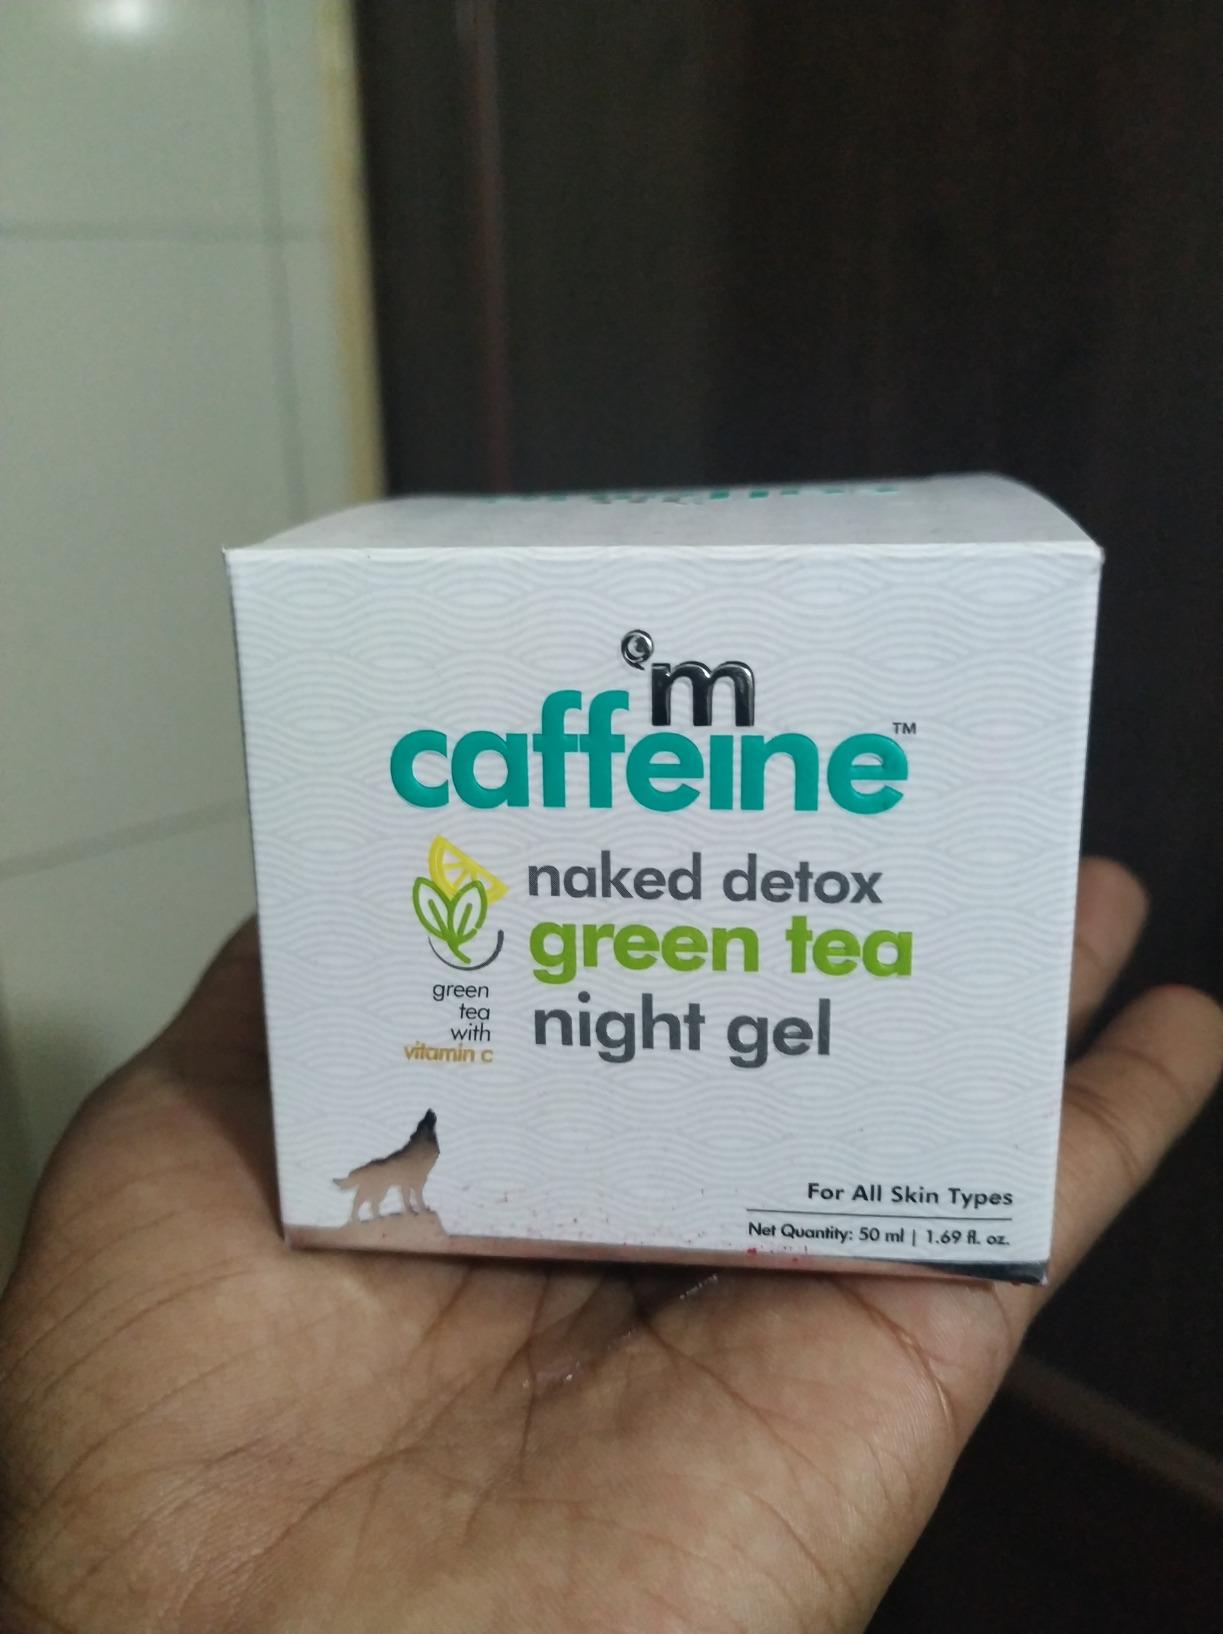 'm
caffeine™
naked detox
green tea
night gel
green
tea
with
vitamin c
For All Skin Types
Net Quantity: 50 ml | 1.69 fl. oz.